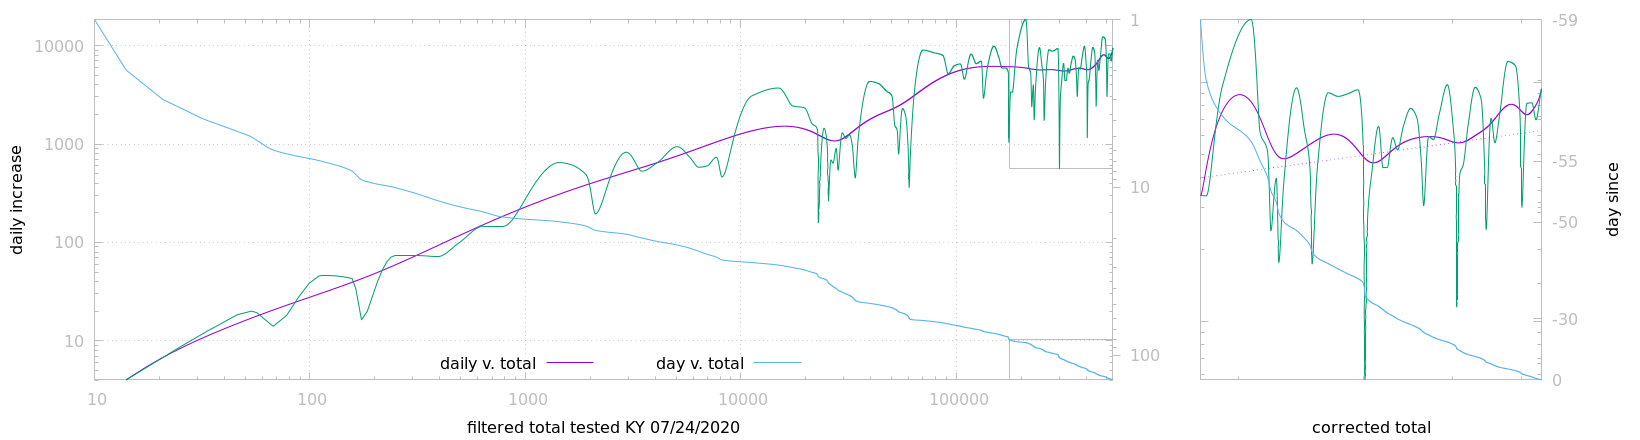 10000
1000
100
10
daily increase
10
100
1000
10000
100000
filtered total tested KY 07/24/2020
daily v. total
day v. total
1
10
100
-59
-55
-50
-30
0
day since
corrected total